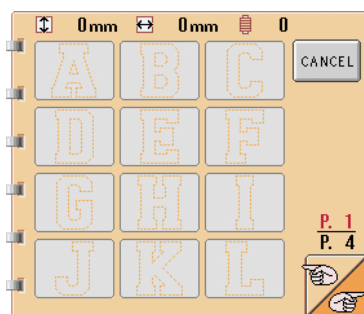 0mm 0mm 0
CANCEL
A B C
D E F
G H I
J K L
P. 1
P. 4